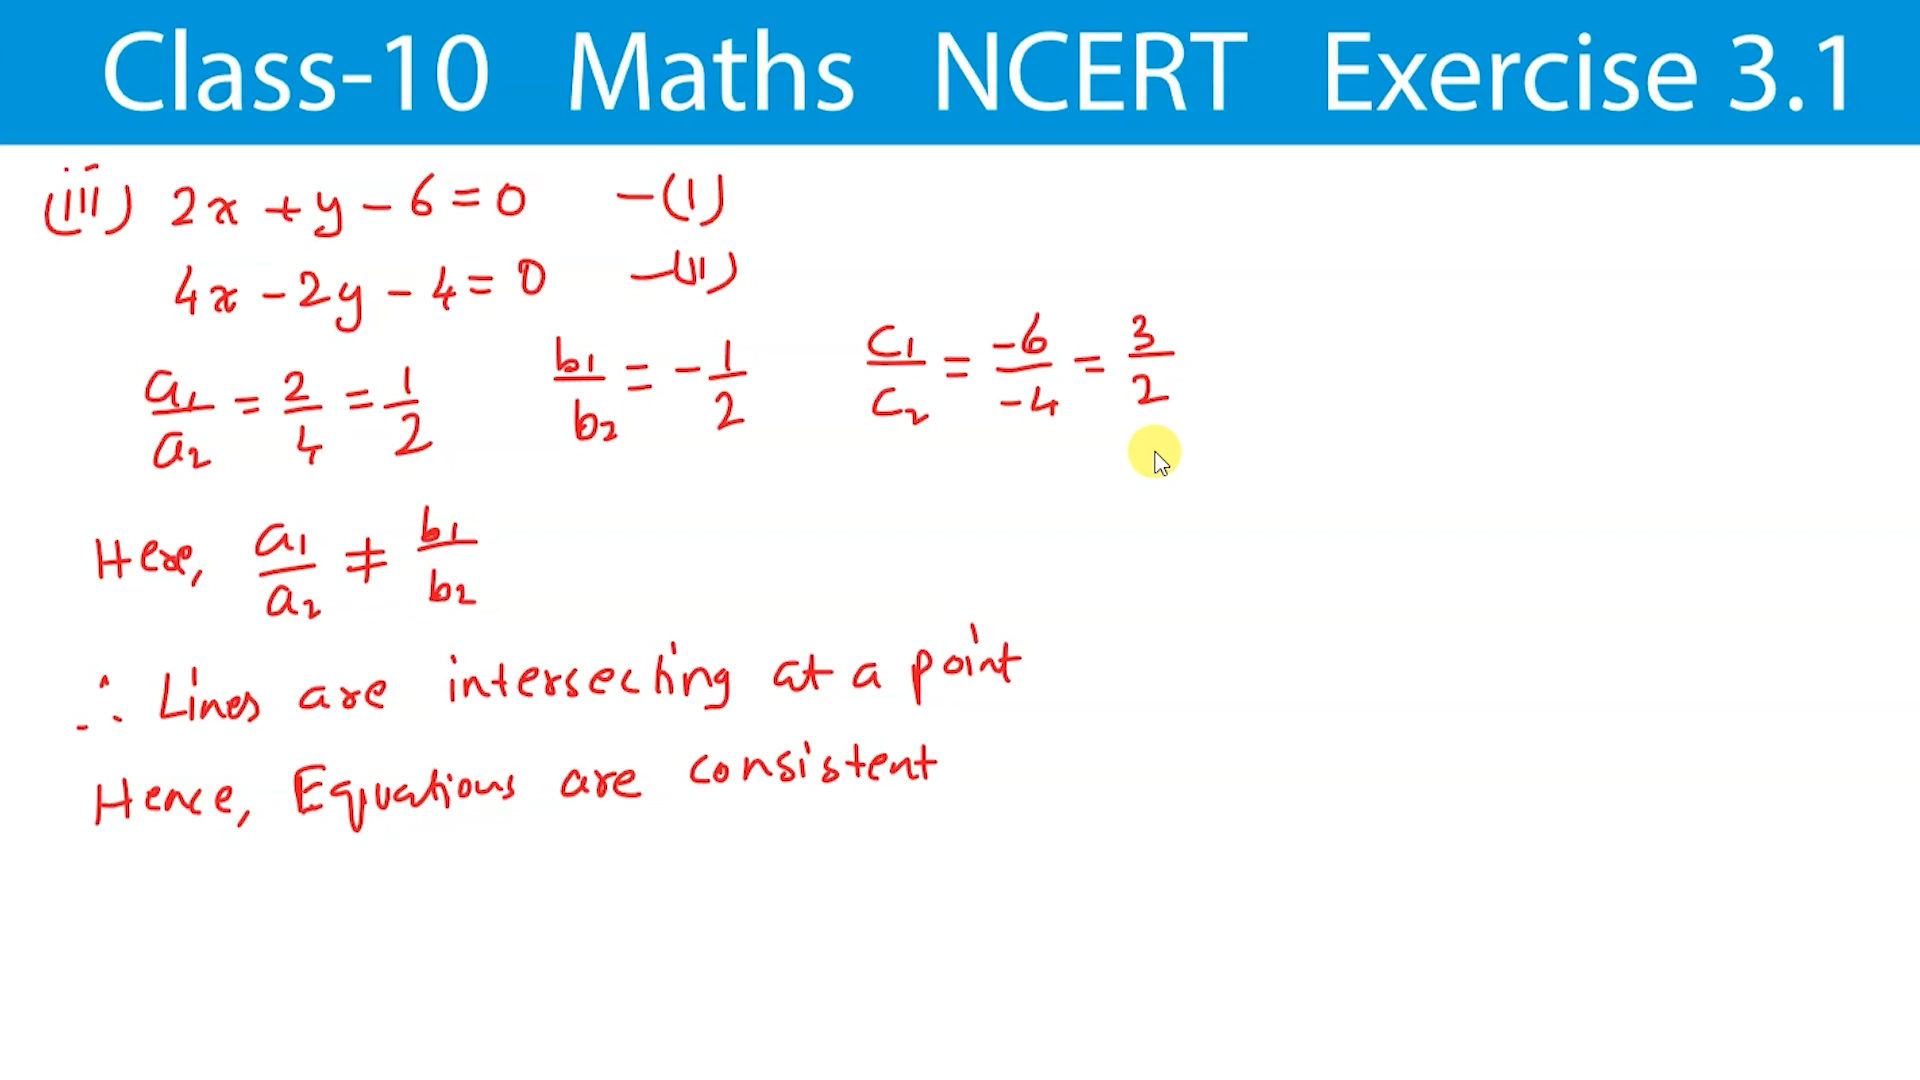 Class-10 Maths NCERT Exercise 3.1
(iii) 2x + y - 6 = 0 -(i)
4x - 2y - 4 = 0 -(ii)
a₁/a₂ = 2/4 = 1/2 b₁/b₂ = -1/2 c₁/c₂ = -6/-4 = 3/2
Here, a₁/a₂ ≠ b₁/b₂
∴ Lines are intersecting at a point
Hence, Equations are consistent